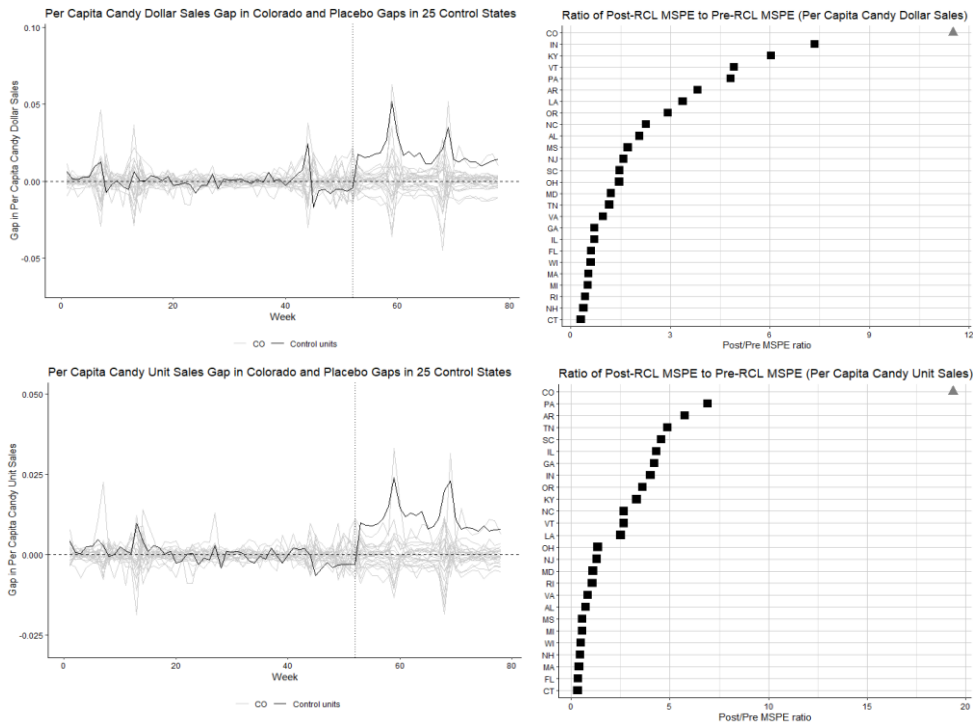 Per Capita Candy Dollar Sales Gap in Colorado and Placebo Gaps in 25 Control States
0.10
0.05
0.00
-0.05
Gap in Per Capita Candy Dollar Sales
0
20
40
60
80
Week
CO
Control units
Ratio of Post-RCL MSPE to Pre-RCL MSPE (Per Capita Candy Dollar Sales)
CO
IN
KY
VT
PA
AR
LA
OR
NC
AL
MS
NJ
SC
OH
MD
TN
VA
GA
IL
FL
WI
MA
MI
RI
NH
CT
0
3
6
9
12
Post/Pre MSPE ratio
Per Capita Candy Unit Sales Gap in Colorado and Placebo Gaps in 25 Control States
0.050
0.025
0.000
-0.025
Gap in Per Capita Candy Unit Sales
0
20
40
60
80
Week
CO
Control units
Ratio of Post-RCL MSPE to Pre-RCL MSPE (Per Capita Candy Unit Sales)
CO
PA
AR
TN
SC
IL
GA
IN
OR
KY
NC
VT
LA
OH
NJ
MD
RI
VA
AL
MS
MI
WI
NH
MA
FL
CT
0
5
10
15
20
Post/Pre MSPE ratio